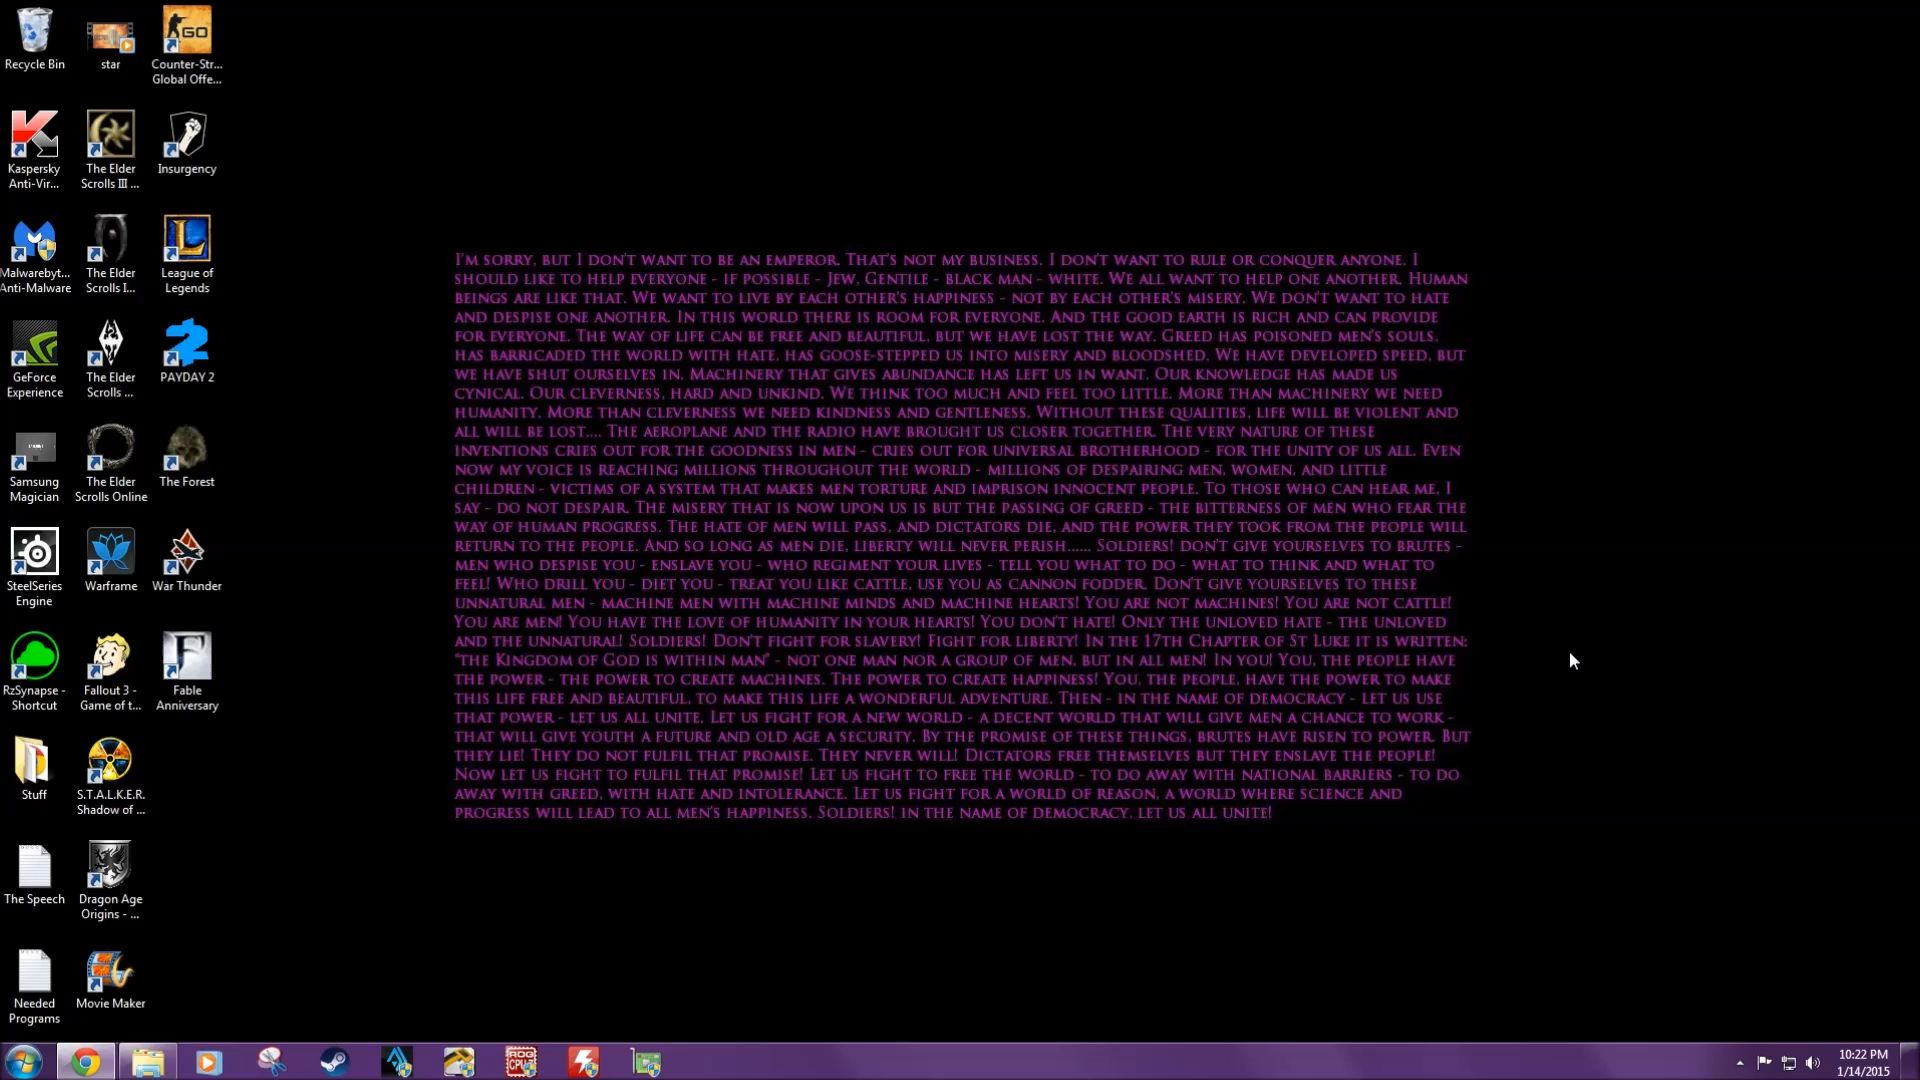 Recycle Bin
star
Counter-Str...
Global Offe...
Kaspersky
Anti-Vir...
The Elder
Scrolls III ...
Insurgency
Malwarebyt...
Anti-Malware
The Elder
Scrolls I...
League of
Legends
GeForce
Experience
The Elder
Scrolls ...
PAYDAY 2
Samsung
Magician
The Elder
Scrolls Online
The Forest
SteelSeries
Engine
Warframe
War Thunder
RzSynapse -
Shortcut
Fallout 3 -
Game of t...
Fable
Anniversary
Stuff
S.T.A.L.K.E.R.
Shadow of ...
The Speech
Dragon Age
Origins - ...
Needed
Programs
Movie Maker
GO
I'm sorry, but I don't want to be an emperor. That's not my business. I don't want to rule or conquer anyone. I
should like to help everyone - if possible - Jew, Gentile - black man - white. We all want to help one another. Human
beings are like that. We want to live by each other's happiness - not by each other's misery. We don't want to hate
and despise one another. In this world there is room for everyone. And the good earth is rich and can provide
for everyone. The way of life can be free and beautiful, but we have lost the way. Greed has poisoned men's souls,
has barricaded the world with hate, has goose-stepped us into misery and bloodshed. We have developed speed, but
we have shut ourselves in. Machinery that gives abundance has left us in want. Our knowledge has made us
cynical. Our cleverness, hard and unkind. We think too much and feel too little. More than machinery we need
humanity. More than cleverness we need kindness and gentleness. Without these qualities, life will be violent and
all will be lost.... The aeroplane and the radio have brought us closer together. The very nature of these
inventions cries out for the goodness in men - cries out for universal brotherhood - for the unity of us all. Even
now my voice is reaching millions throughout the world - millions of despairing men, women, and little
children - victims of a system that makes men torture and imprison innocent people. To those who can hear me, I
say - do not despair. The misery that is now upon us is but the passing of greed - the bitterness of men who fear the
way of human progress. The hate of men will pass, and dictators die, and the power they took from the people will
return to the people. And so long as men die, liberty will never perish...... Soldiers! don't give yourselves to brutes -
men who despise you - enslave you - who regiment your lives - tell you what to do - what to think and what to
feel! Who drill you - diet you - treat you like cattle, use you as cannon fodder. Don't give yourselves to these
unnatural men - machine men with machine minds and machine hearts! You are not machines! You are not cattle!
You are men! You have the love of humanity in your hearts! You don't hate! Only the unloved hate - the unloved
and the unnatural! Soldiers! Don't fight for slavery! Fight for liberty! In the 17th Chapter of St Luke it is written:
"the Kingdom of God is within man" - not one man nor a group of men, but in all men! In you! You, the people have
the power - the power to create machines. The power to create happiness! You, the people, have the power to make
this life free and beautiful, to make this life a wonderful adventure. Then - in the name of democracy - let us use
that power - let us all unite. Let us fight for a new world - a decent world that will give men a chance to work -
that will give youth a future and old age a security. By the promise of these things, brutes have risen to power. But
they lie! They do not fulfil that promise. They never will! Dictators free themselves but they enslave the people!
Now let us fight to fulfil that promise! Let us fight to free the world - to do away with national barriers - to do
away with greed, with hate and intolerance. Let us fight for a world of reason, a world where science and
progress will lead to all men's happiness. Soldiers! in the name of democracy, let us all unite!
ROG
CPU-Z
10:22 PM
1/14/2015